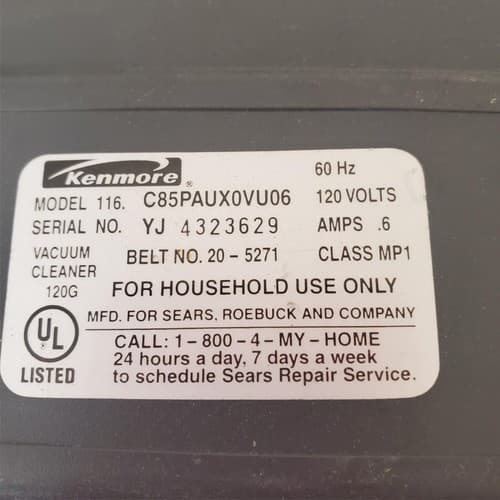 Kenmore®
60 Hz
MODEL 116. C85PAUX0VU06 120 VOLTS
SERIAL NO. YJ 4323629 AMPS .6
VACUUM CLEANER 120G
BELT NO. 20-5271 CLASS MP1
FOR HOUSEHOLD USE ONLY
MFD. FOR SEARS, ROEBUCK AND COMPANY
UL
LISTED
CALL: 1-800-4-MY-HOME
24 hours a day, 7 days a week
to schedule Sears Repair Service.